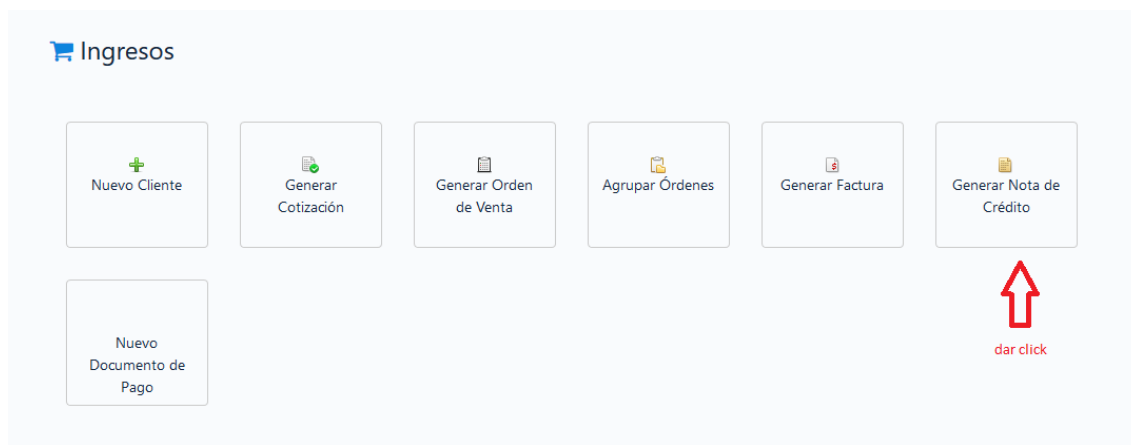 Ingresos
Nuevo Cliente
Generar
Cotización
Generar Orden
de Venta
Agrupar Órdenes
Generar Factura
Generar Nota de
Crédito
Nuevo
Documento de
Pago
dar click